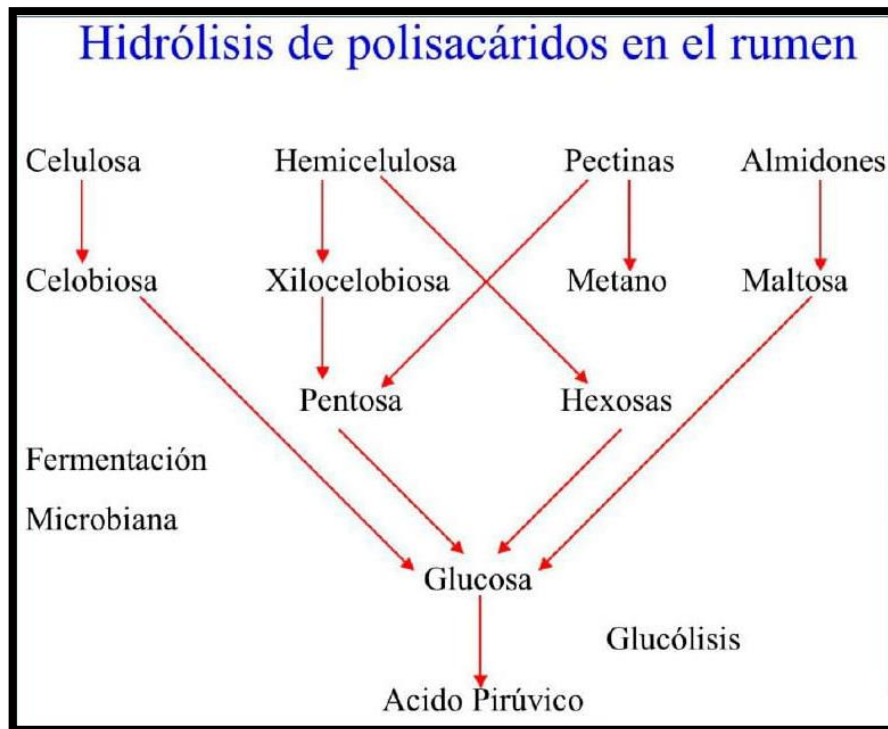 Hidrólisis de polisacáridos en el rumen
Celulosa Hemicelulosa Pectinas Almidones
Celobiosa Xilocelobiosa Metano Maltosa
Pentosa Hexosas
Fermentación
Microbiana
Glucosa
Glucólisis
Acido Pirúvico